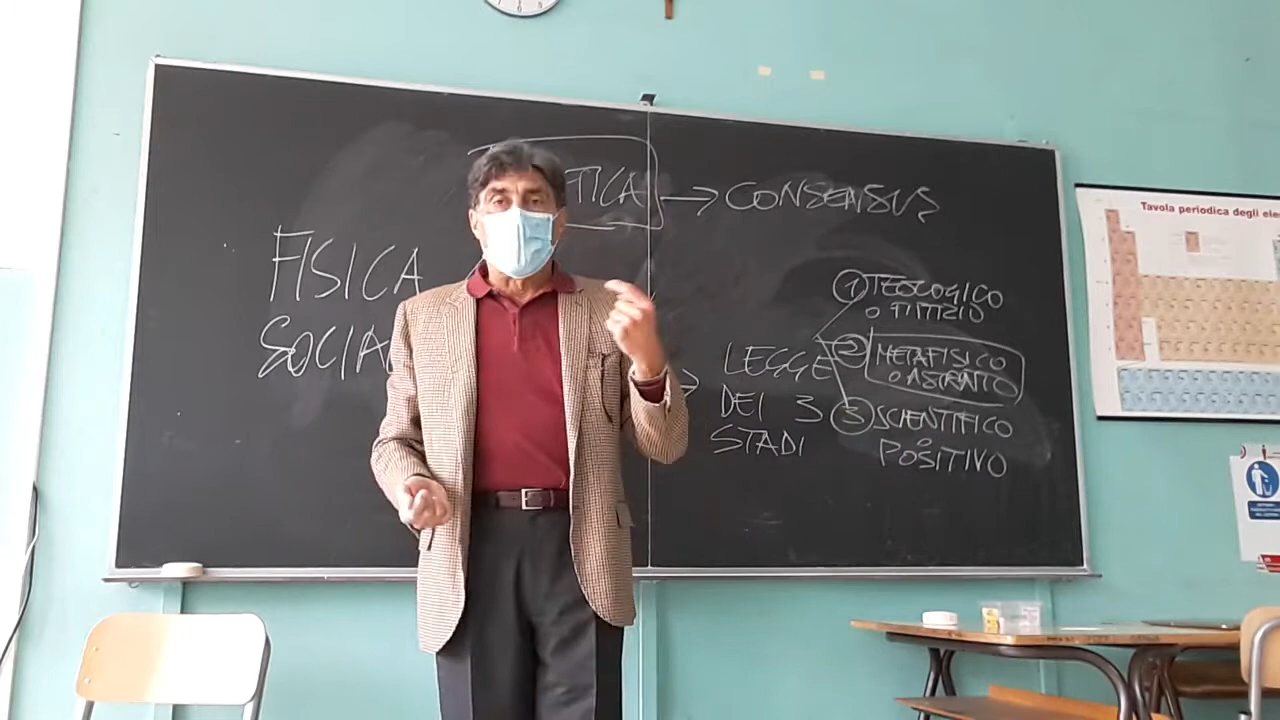 FISICA
SOCIA
TICA → CONSENSUS
LEGGE
DEI 3
STADI
1 TEOLOGICO
O FITTIZIO
2 METAFISICO
O ASTRATTO
3 SCIENTIFICO
O
POSITIVO
Tavola periodica degli ele